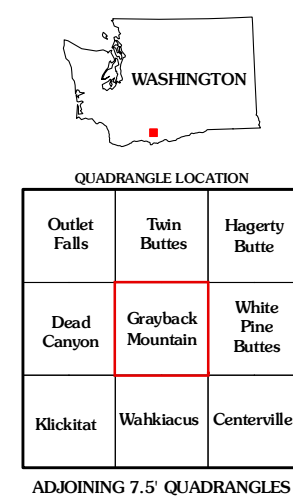 WASHINGTON
QUADRANGLE LOCATION
Outlet
Falls
Twin
Buttes
Hagerty
Butte
Dead
Canyon
Grayback
Mountain
White
Pine
Buttes
Klickitat
Wahkiacus
Centerville
ADJOINING 7.5' QUADRANGLES